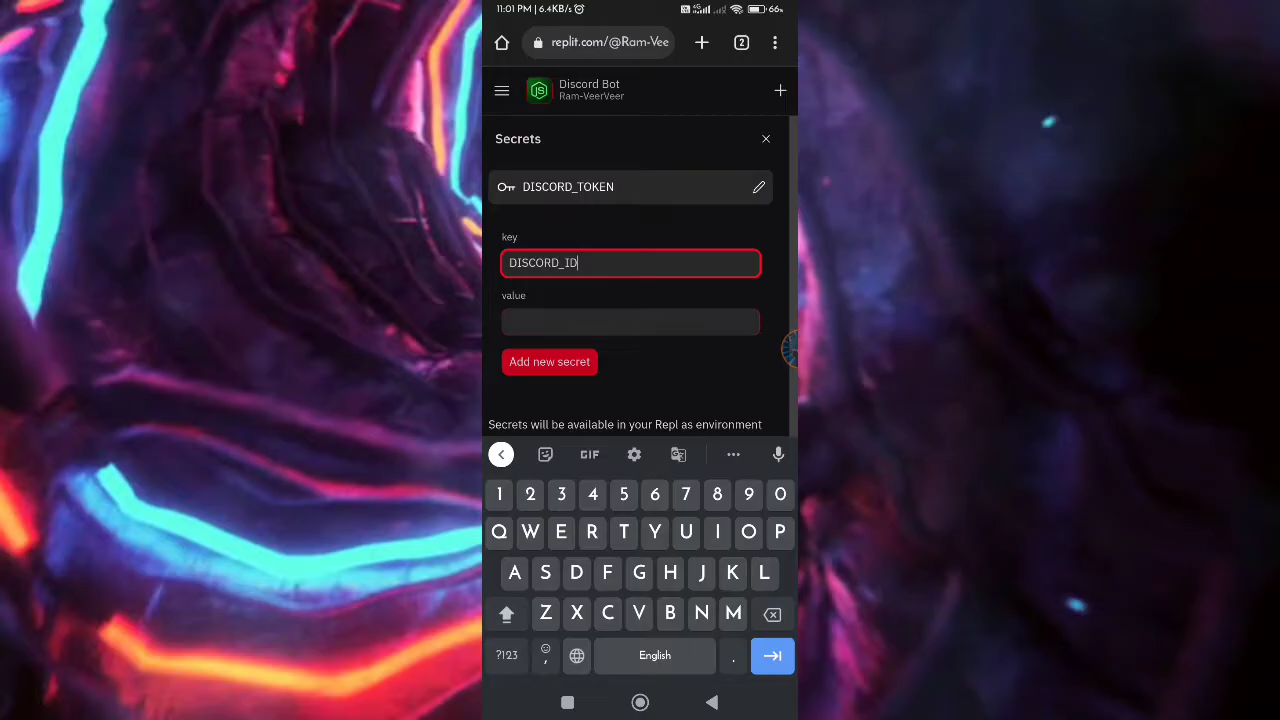 11:01 PM | 6.4KB/s
4G
66%
replit.com/@Ram-Vee
2
Discord Bot
Ram-VeerVeer
Secrets
DISCORD_TOKEN
key
DISCORD_ID
value
Add new secret
Secrets will be available in your Repl as environment
GIF
1 2 3 4 5 6 7 8 9 0
Q W E R T Y U I O P
A S D F G H J K L
Z X C V B N M
?123 , English .